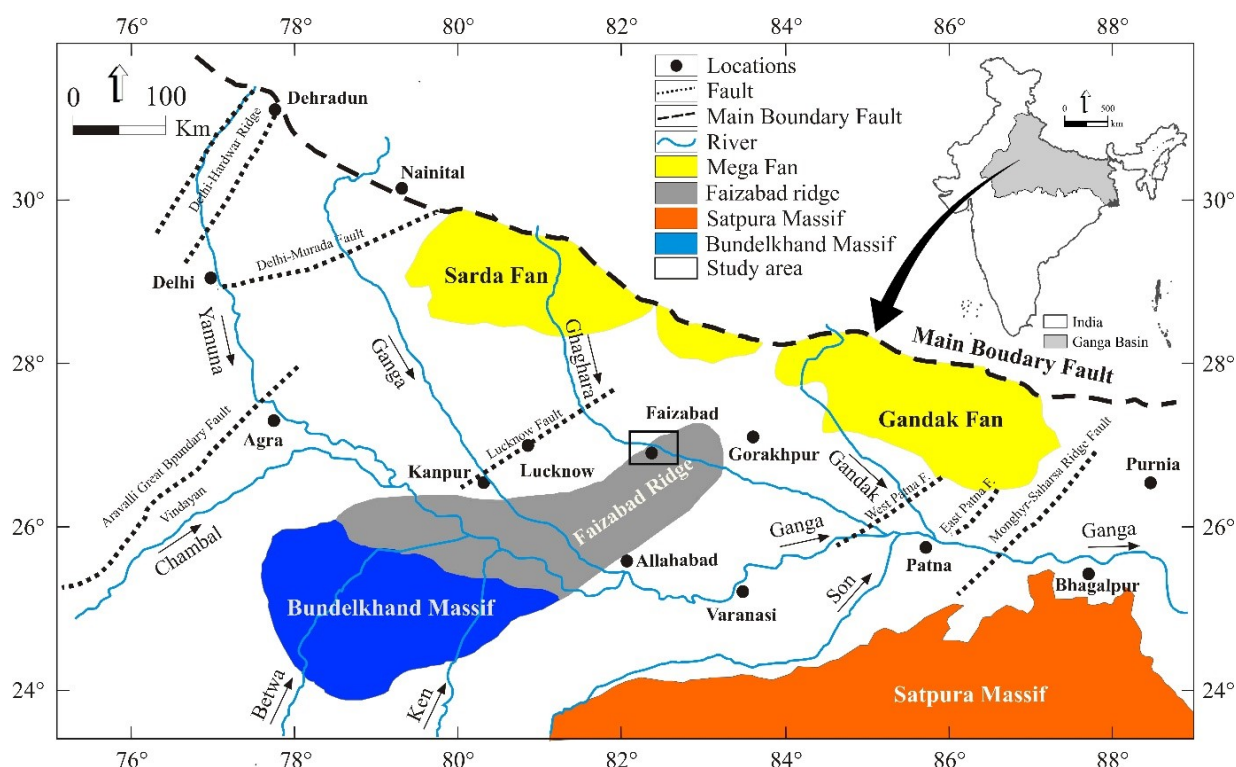 76°
78°
80°
82°
84°
86°
88°
0 100
Km
Dehradun
Delhi-Hardwar Ridge
Nainital
30°
Delhi-Murada Fault
Delhi
Sarda Fan
Yamuna
Ganga
Ghaghara
28°
Locations
Fault
Main Boundary Fault
River
Mega Fan
Faizabad ridge
Satpura Massif
Bundelkhand Massif
Study area
0 500
km
India
Ganga Basin
30°
Main Boudary Fault
28°
Gandak Fan
Aravalli Great Bpundary Fault
Agra
Vindayan
Chambal
Lucknow Fault
Kanpur
Lucknow
Faizabad
Faizabad Ridge
Gorakhpur
Gandak
West Patna F.
East Patna F.
Monghyr-Saharsa Ridge Fault
Purnia
26°
Ganga
Ganga
26°
Allahabad
Patna
Bhagalpur
Varanasi
Son
Bundelkhand Massif
Betwa
Ken
24°
Satpura Massif
24°
76°
78°
80°
82°
84°
86°
88°